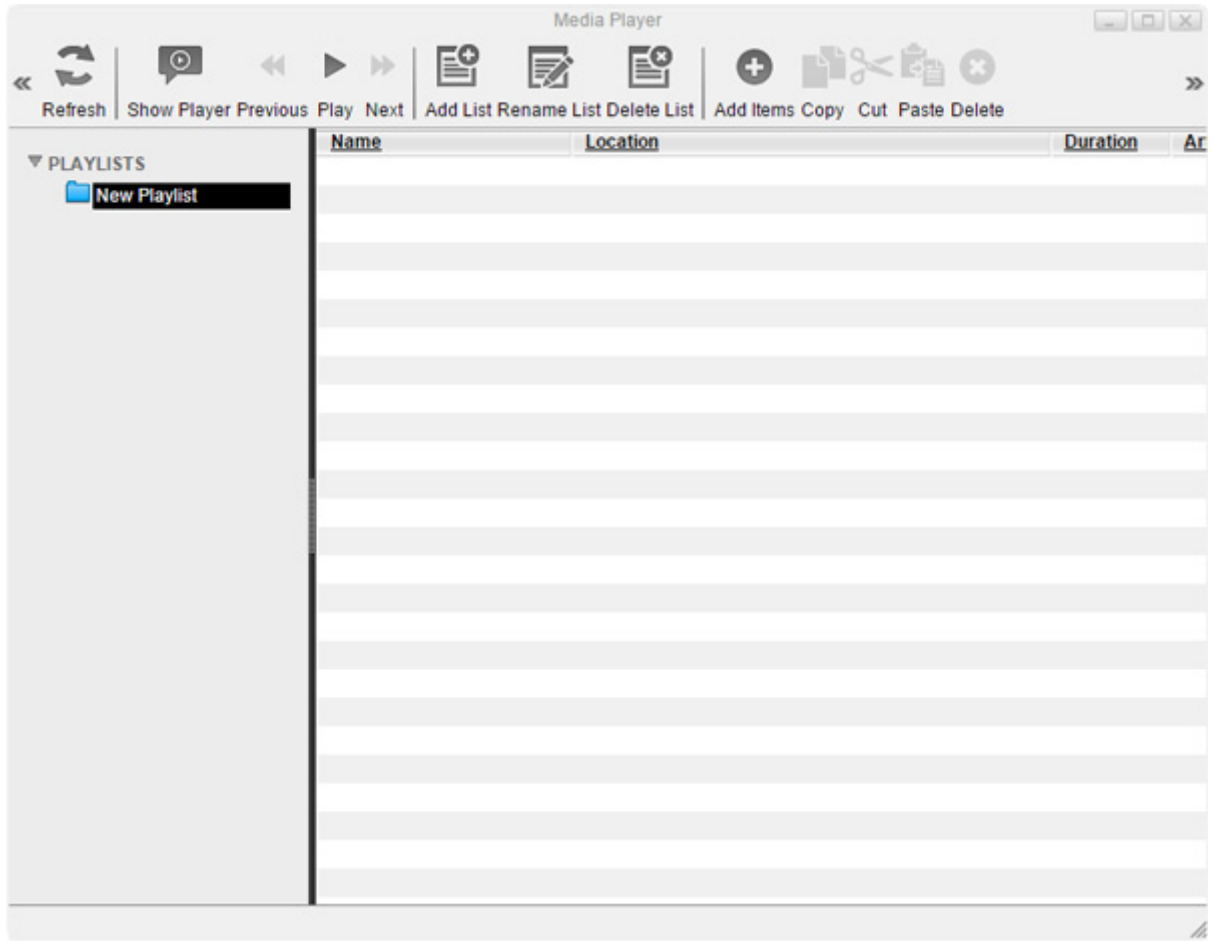 Media Player
Refresh Show Player Previous Play Next Add List Rename List Delete List Add Items Copy Cut Paste Delete
Name Location Duration Ar
PLAYLISTS
New Playlist